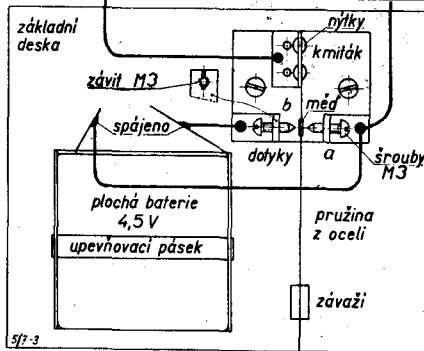 základní
deska
nýtky
kmiták
závit M3
b
měď
spájeno
dotyky
a
šrouby
M3
plochá baterie
4,5 V
pružina
z oceli
upevňovací pásek
závaží
5/7-3